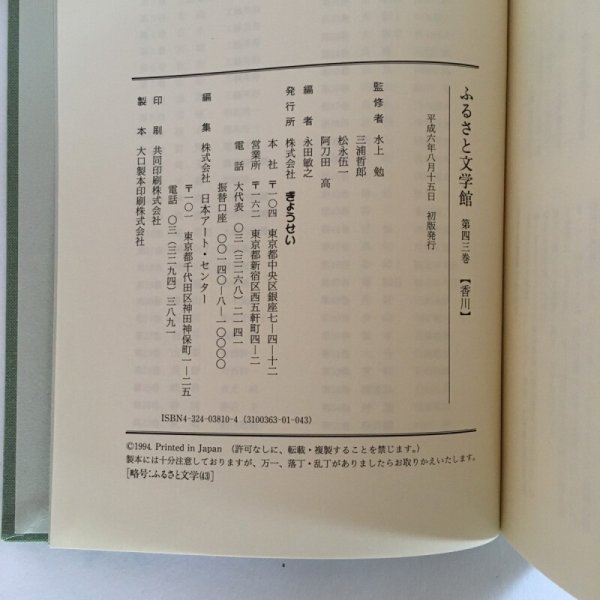 ふるさと文学館 第四三巻 【香川】
平成六年八月十五日 初版発行
監修者 水上 勉
三浦哲郎
松永伍一
阿刀田 高
編者 永田敏之
発行所 株式会社 ぎょうせい
本社 〒一〇四 東京都中央区銀座七―四―十二
営業所 〒一六二 東京都新宿区西五軒町四―二
電話 大代表 〇三(三二六八)二一四一
振替口座 〇〇一四〇―八―一〇〇〇〇
編集 株式会社 日本アート・センター
〒一〇一 東京都千代田区神田神保町一―二五
電話 〇三(三二九四)三八九一
印刷 共同印刷株式会社
製本 大口製本印刷株式会社
ISBN4-324-03810-4 (3100363-01-043)
©1994. Printed in Japan (許可なしに、転載・複製することを禁じます。)
製本には十分注意しておりますが、万一、落丁・乱丁がありましたらお取りかえいたします。
[略号:ふるさと文学(43)]